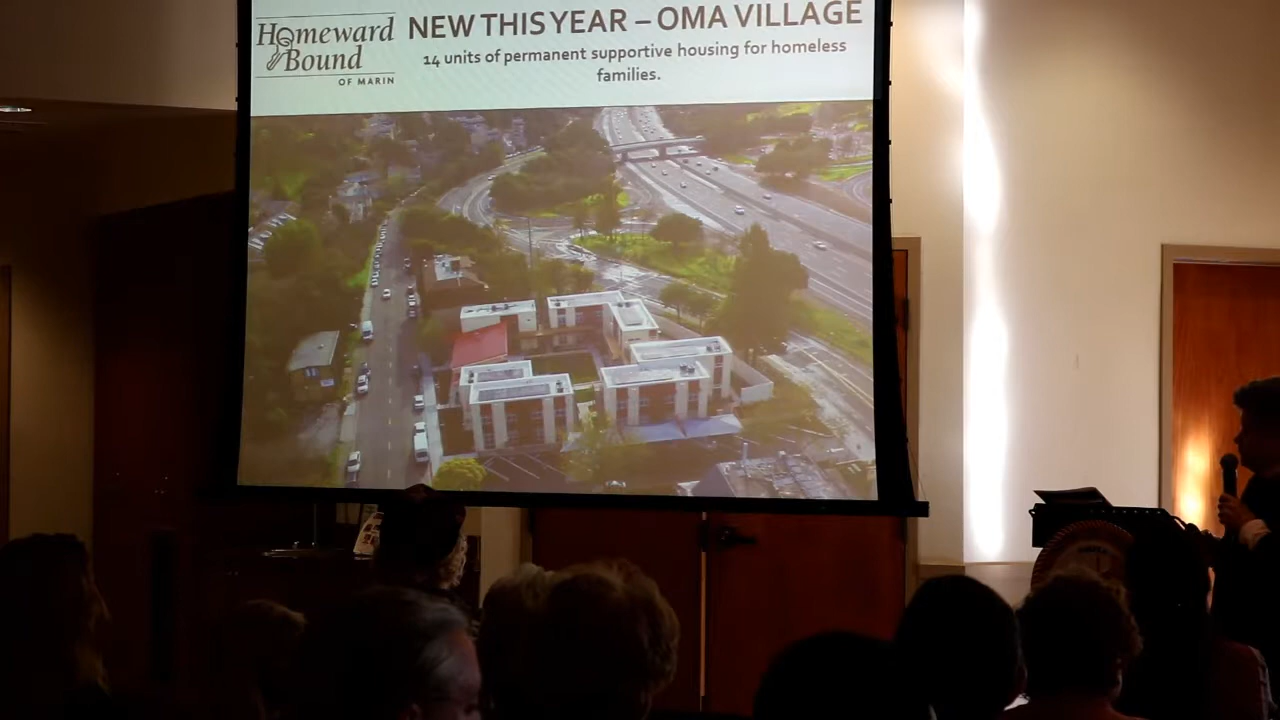 Homeward
Bound
OF MARIN
NEW THIS YEAR – OMA VILLAGE
14 units of permanent supportive housing for homeless
families.